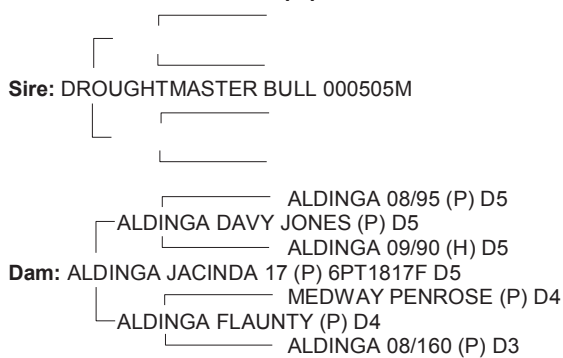 Sire: DROUGHTMASTER BULL 000505M
ALDINGA 08/95 (P) D5
ALDINGA DAVY JONES (P) D5
ALDINGA 09/90 (H) D5
Dam: ALDINGA JACINDA 17 (P) 6PT1817F D5
MEDWAY PENROSE (P) D4
ALDINGA FLAUNTY (P) D4
ALDINGA 08/160 (P) D3